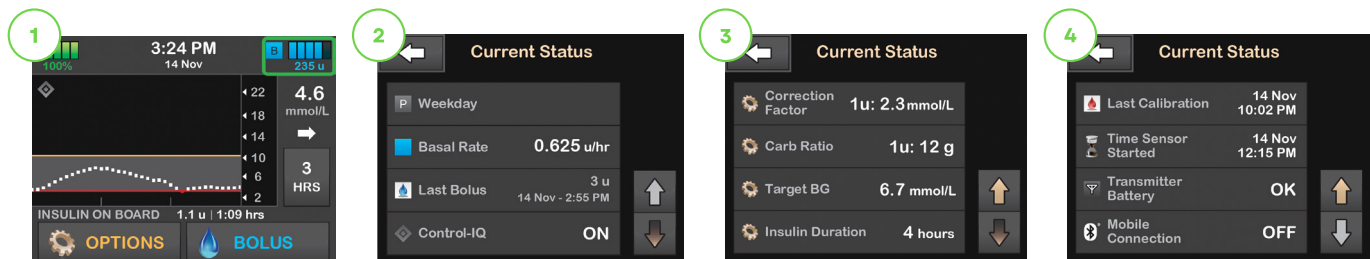 1
100%
3:24 PM
14 Nov
B
235 u
22
18
14
10
6
2
4.6
mmol/L
3
HRS
INSULIN ON BOARD 1.1 u | 1:09 hrs
OPTIONS
BOLUS
2
Current Status
P Weekday
Basal Rate 0.625 u/hr
Last Bolus 3 u
14 Nov - 2:55 PM
Control-IQ ON
3
Current Status
Correction
Factor
1u: 2.3 mmol/L
Carb Ratio 1u: 12 g
Target BG 6.7 mmol/L
Insulin Duration 4 hours
4
Current Status
Last Calibration
14 Nov
10:02 PM
Time Sensor
Started
14 Nov
12:15 PM
Transmitter
Battery
OK
Mobile
Connection
OFF